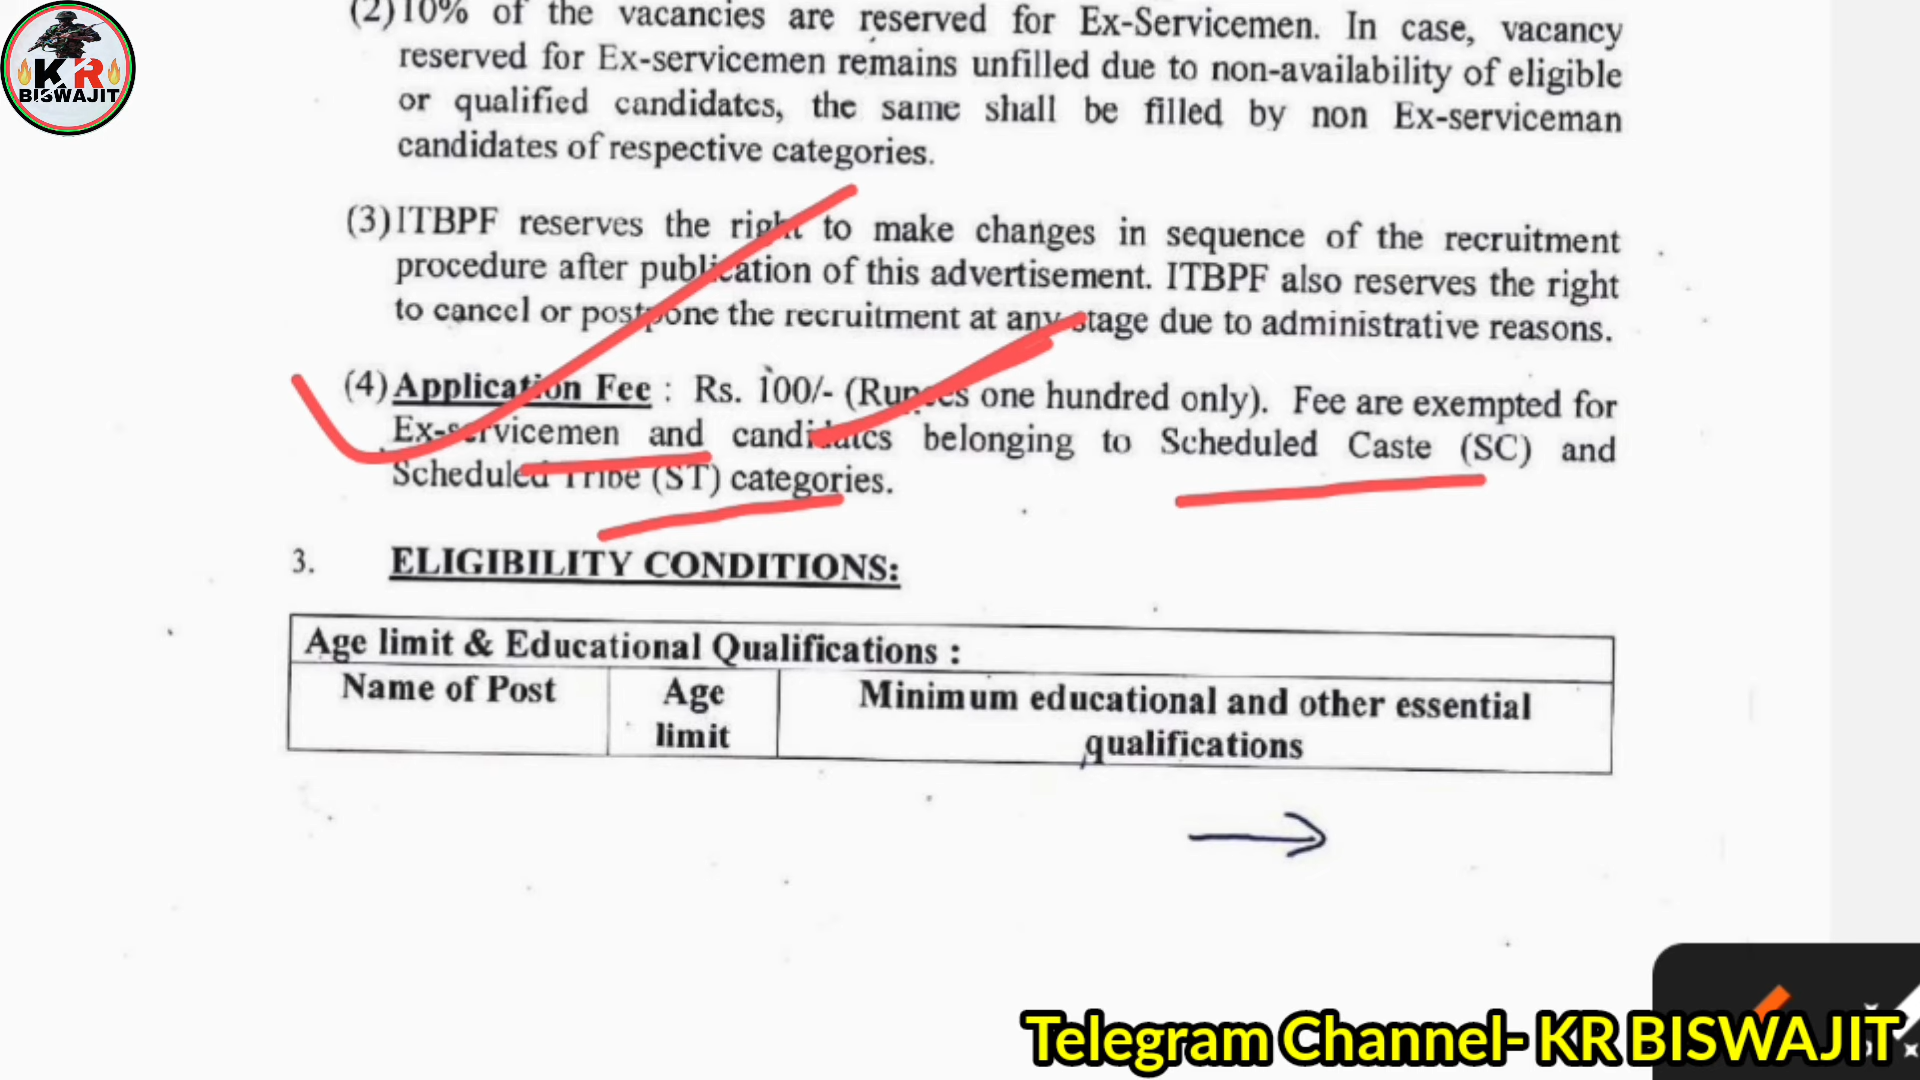 (2)10% of the vacancies are reserved for Ex-Servicemen. In case, vacancy
reserved for Ex-servicemen remains unfilled due to non-availability of eligible
or qualified candidates, the same shall be filled by non Ex-serviceman
candidates of respective categories.
(3)ITBPF reserves the right to make changes in sequence of the recruitment
procedure after publication of this advertisement. ITBPF also reserves the right
to cancel or postpone the recruitment at any stage due to administrative reasons.
(4)Application Fee : Rs. 100/- (Rupees one hundred only). Fee are exempted for
Ex-servicemen and candidates belonging to Scheduled Caste (SC) and
Scheduled Tribe (ST) categories.
3. ELIGIBILITY CONDITIONS:
Age limit & Educational Qualifications :
Name of Post
Age
limit
Minimum educational and other essential
qualifications
KR
BISWAJIT
Telegram Channel- KR BISWAJIT